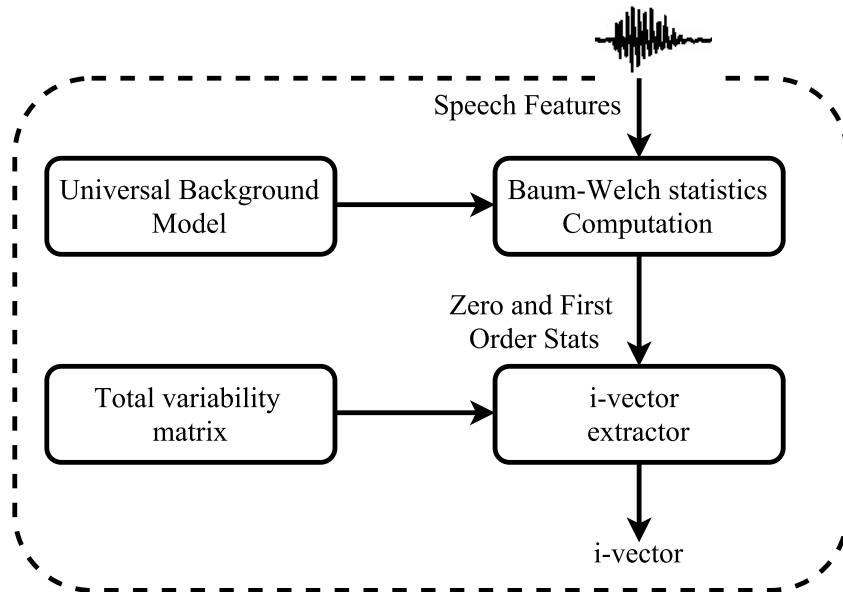 Speech Features
Universal Background
Model
Baum-Welch statistics
Computation
Zero and First
Order Stats
Total variability
matrix
i-vector
extractor
i-vector